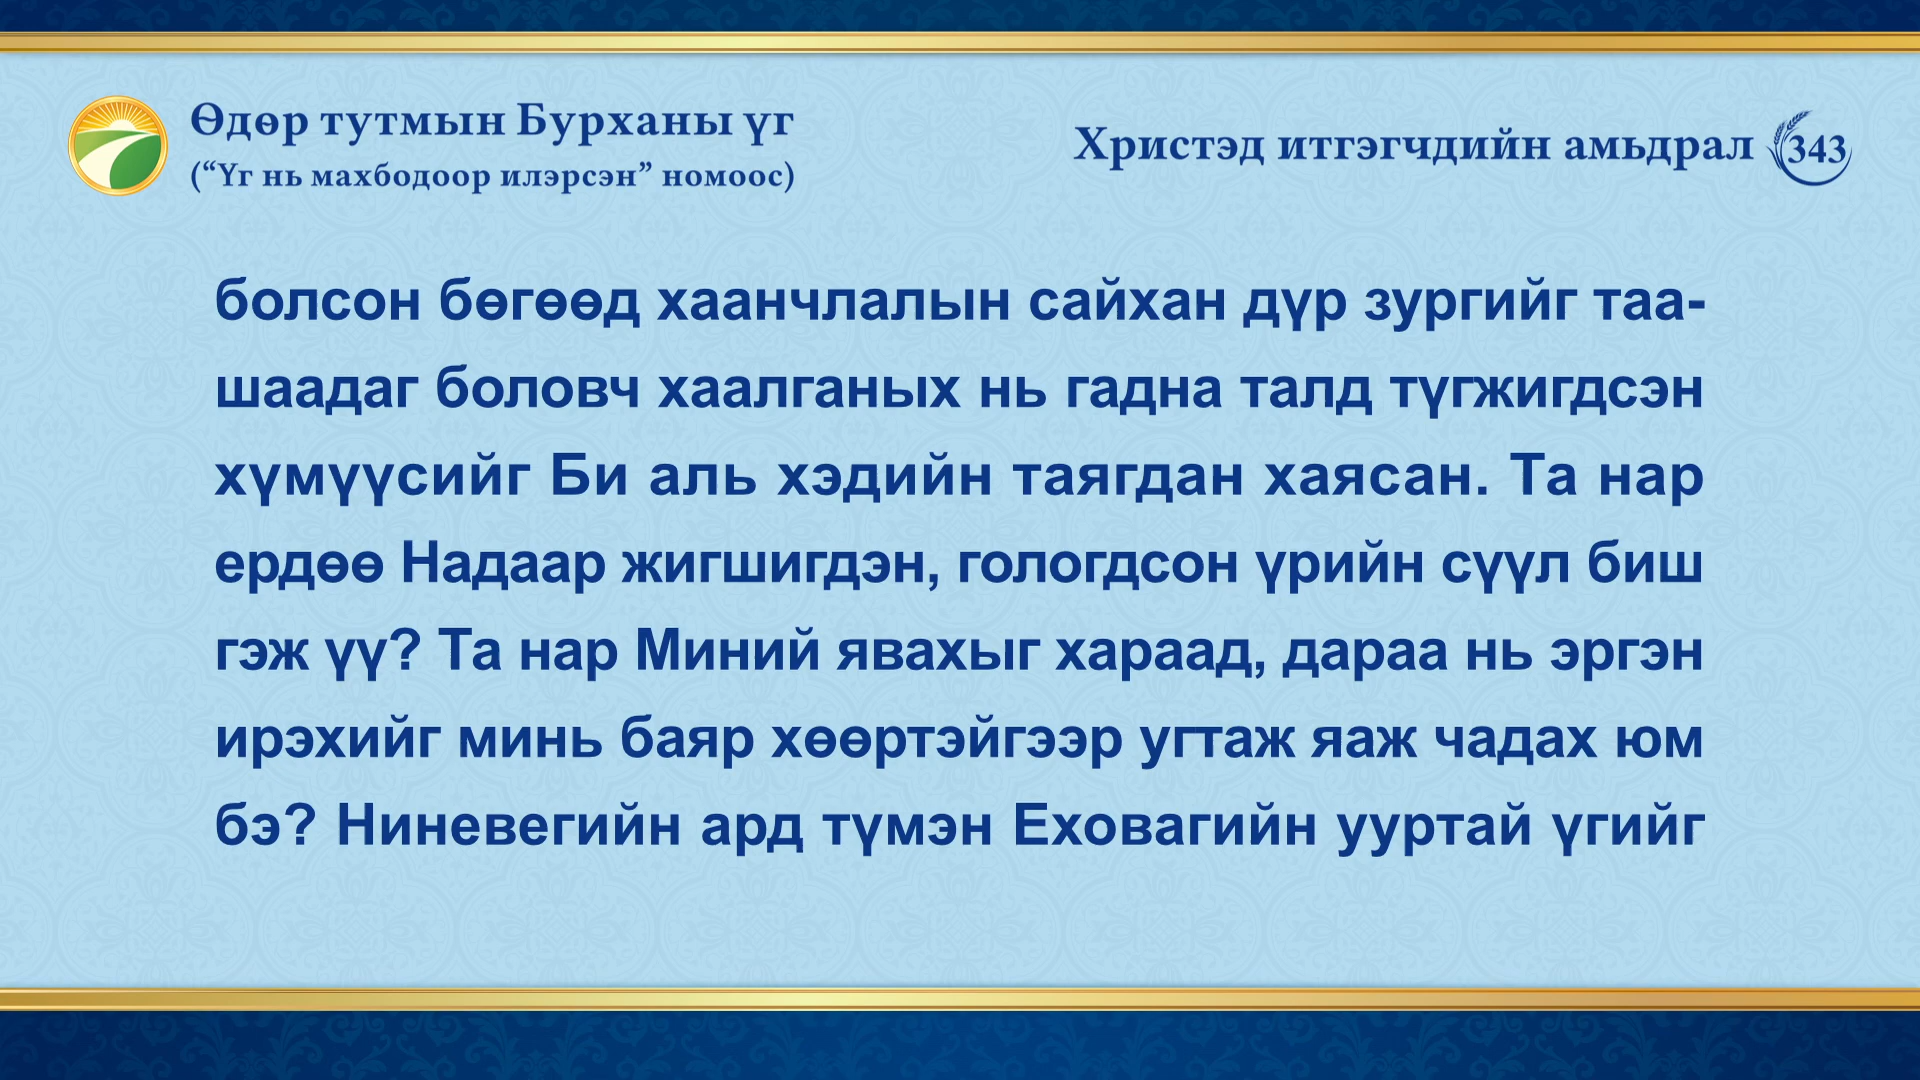 Өдөр тутмын Бурханы үг
(“Үг нь махбодоор илэрсэн” номоос)
Христэд итгэгчдийн амьдрал 343
болсон бөгөөд хаанчлалын сайхан дүр зургийг таа-
шаадаг боловч хаалганых нь гадна талд түгжигдсэн
хүмүүсийг Би аль хэдийн таягдан хаясан. Та нар
ердөө Надаар жигшигдэн, гологдсон үрийн сүүл биш
гэж үү? Та нар Миний явахыг хараад, дараа нь эргэн
ирэхийг минь баяр хөөртэйгээр угтаж яаж чадах юм
бэ? Ниневегийн ард түмэн Еховагийн ууртай үгийг